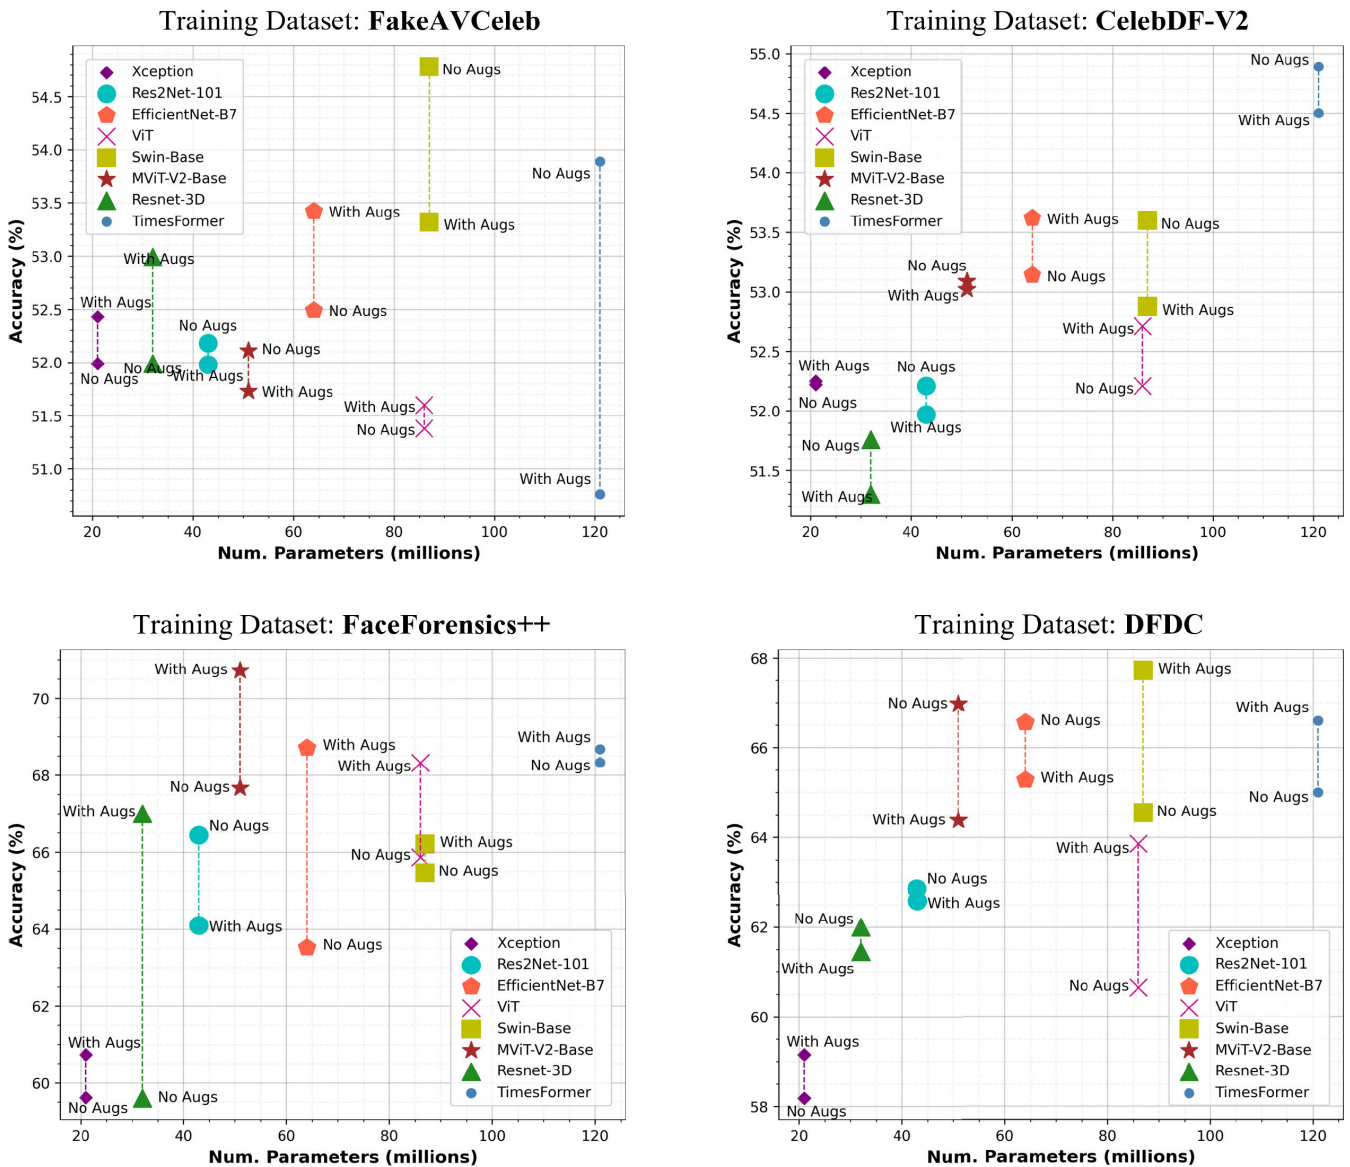 Training Dataset: FakeAVCeleb
Accuracy (%)
54.5
54.0
53.5
53.0
52.5
52.0
51.5
51.0
Xception
Res2Net-101
EfficientNet-B7
ViT
Swin-Base
MViT-V2-Base
Resnet-3D
TimesFormer
No Augs
No Augs
With Augs
With Augs
With Augs
With Augs
No Augs
No Augs
No Augs
No Augs
No Augs
With Augs
With Augs
With Augs
No Augs
With Augs
20
40
60
80
100
120
Num. Parameters (millions)
Training Dataset: CelebDF-V2
Accuracy (%)
55.0
54.5
54.0
53.5
53.0
52.5
52.0
51.5
Xception
Res2Net-101
EfficientNet-B7
ViT
Swin-Base
MViT-V2-Base
Resnet-3D
TimesFormer
No Augs
With Augs
With Augs
No Augs
No Augs
No Augs
With Augs
With Augs
With Augs
With Augs
No Augs
No Augs
No Augs
With Augs
No Augs
With Augs
20
40
60
80
100
120
Num. Parameters (millions)
Training Dataset: FaceForensics++
Accuracy (%)
70
68
66
64
62
60
With Augs
With Augs
With Augs
With Augs
No Augs
No Augs
With Augs
No Augs
With Augs
No Augs
No Augs
With Augs
No Augs
With Augs
No Augs
No Augs
Xception
Res2Net-101
EfficientNet-B7
ViT
Swin-Base
MViT-V2-Base
Resnet-3D
TimesFormer
20
40
60
80
100
120
Num. Parameters (millions)
Training Dataset: DFDC
Accuracy (%)
68
66
64
62
60
58
With Augs
No Augs
With Augs
No Augs
With Augs
No Augs
No Augs
With Augs
With Augs
No Augs
With Augs
No Augs
With Augs
No Augs
With Augs
No Augs
Xception
Res2Net-101
EfficientNet-B7
ViT
Swin-Base
MViT-V2-Base
Resnet-3D
TimesFormer
20
40
60
80
100
120
Num. Parameters (millions)